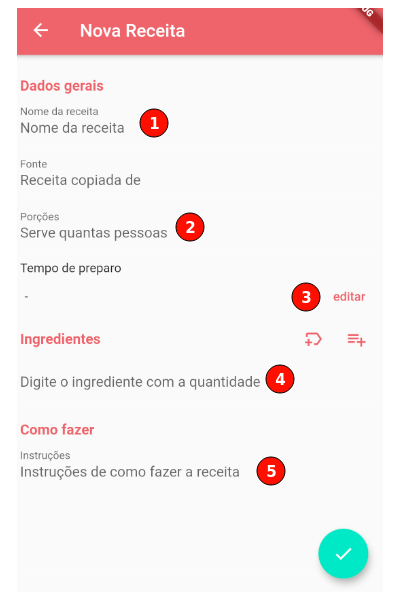 Nova Receita
Dados gerais
Nome da receita
Nome da receita
1
Fonte
Receita copiada de
Porções
Serve quantas pessoas
2
Tempo de preparo
-
3
editar
Ingredientes
Digite o ingrediente com a quantidade
4
Como fazer
Instruções
Instruções de como fazer a receita
5